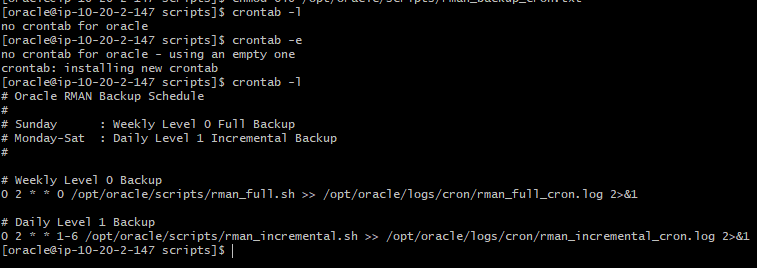 [oracle@ip-10-20-2-147 scripts]$ crontab -l
no crontab for oracle
[oracle@ip-10-20-2-147 scripts]$ crontab -e
no crontab for oracle - using an empty one
crontab: installing new crontab
[oracle@ip-10-20-2-147 scripts]$ crontab -l
# Oracle RMAN Backup Schedule
#
# Sunday      : Weekly Level 0 Full Backup
# Monday-Sat  : Daily Level 1 Incremental Backup
#
# Weekly Level 0 Backup
0 2 * * 0 /opt/oracle/scripts/rman_full.sh >> /opt/oracle/logs/cron/rman_full_cron.log 2>&1
# Daily Level 1 Backup
0 2 * * 1-6 /opt/oracle/scripts/rman_incremental.sh >> /opt/oracle/logs/cron/rman_incremental_cron.log 2>&1
[oracle@ip-10-20-2-147 scripts]$